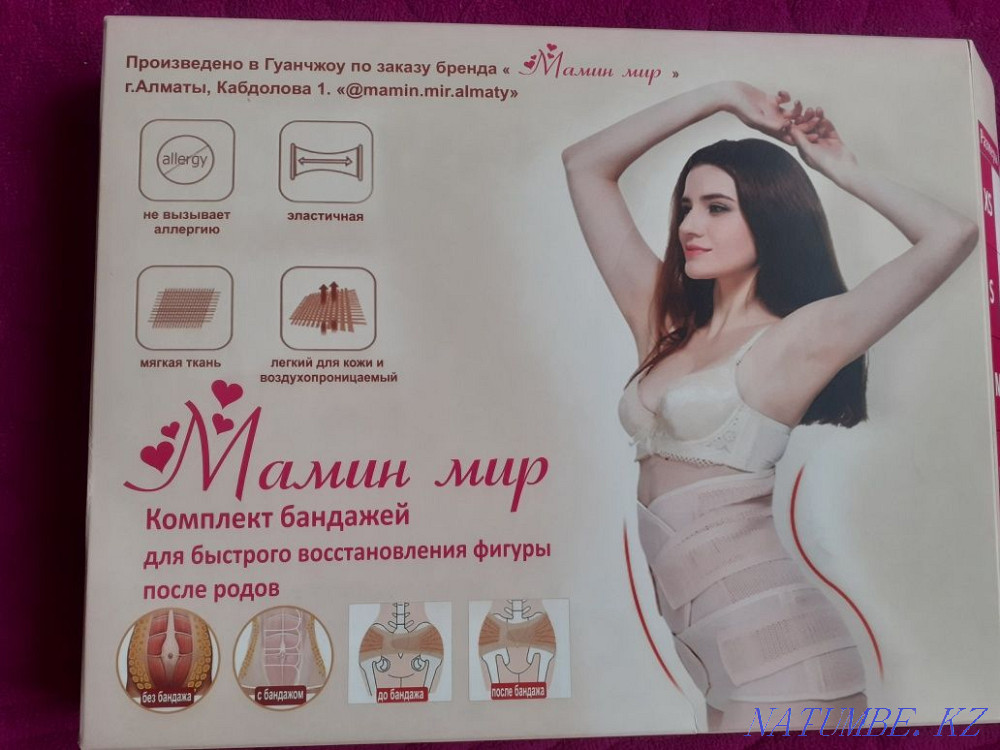 Произведено в Гуанчжоу по заказу бренда « Мамин мир »
г.Алматы, Кабдолова 1. «@mamin.mir.almaty»
allergy
не вызывает
аллергию
эластичная
мягкая ткань
легкий для кожи и
воздухопроницаемый
Мамин мир
Комплект бандажей
для быстрого восстановления фигуры
после родов
без бандажа
с бандажом
до бандажа
после бандажа
XS
S
NATUMBE.KZ